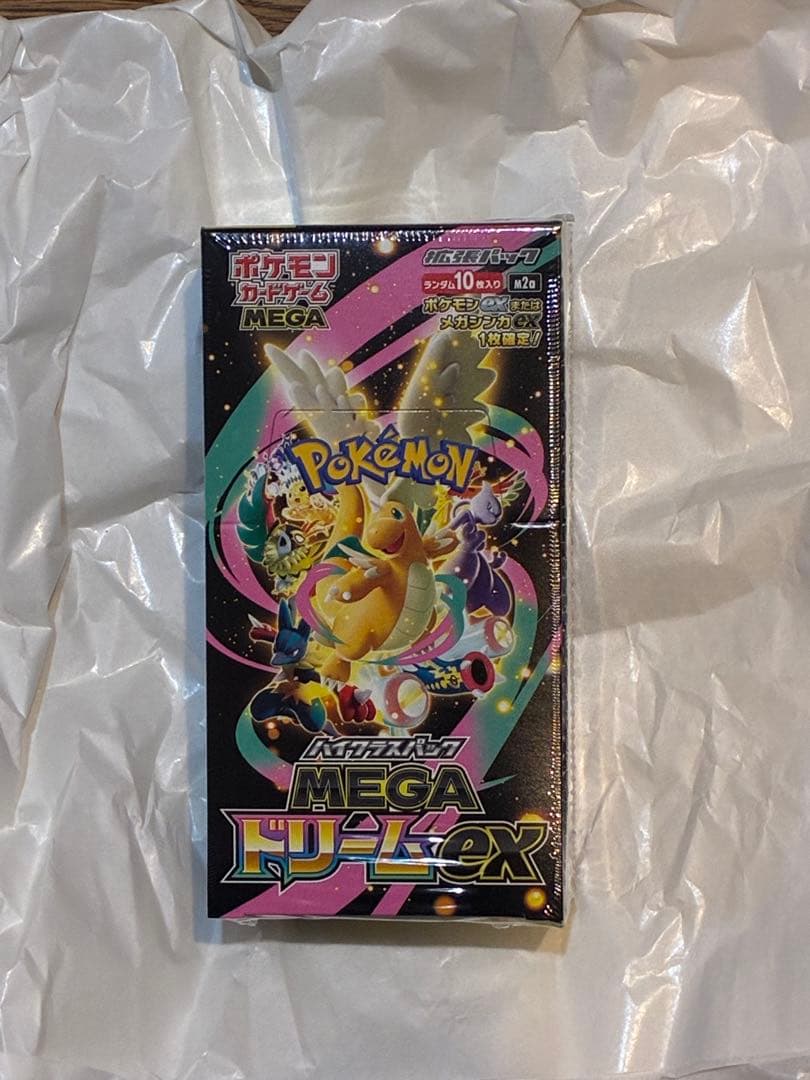 ポケモン
カードゲーム
MEGA
拡張パック
ランダム10枚入り M2a
ポケモンexまたは
メガシンカex
1枚確定!
POKéMON
ハイクラスパック
MEGA
ドリームex